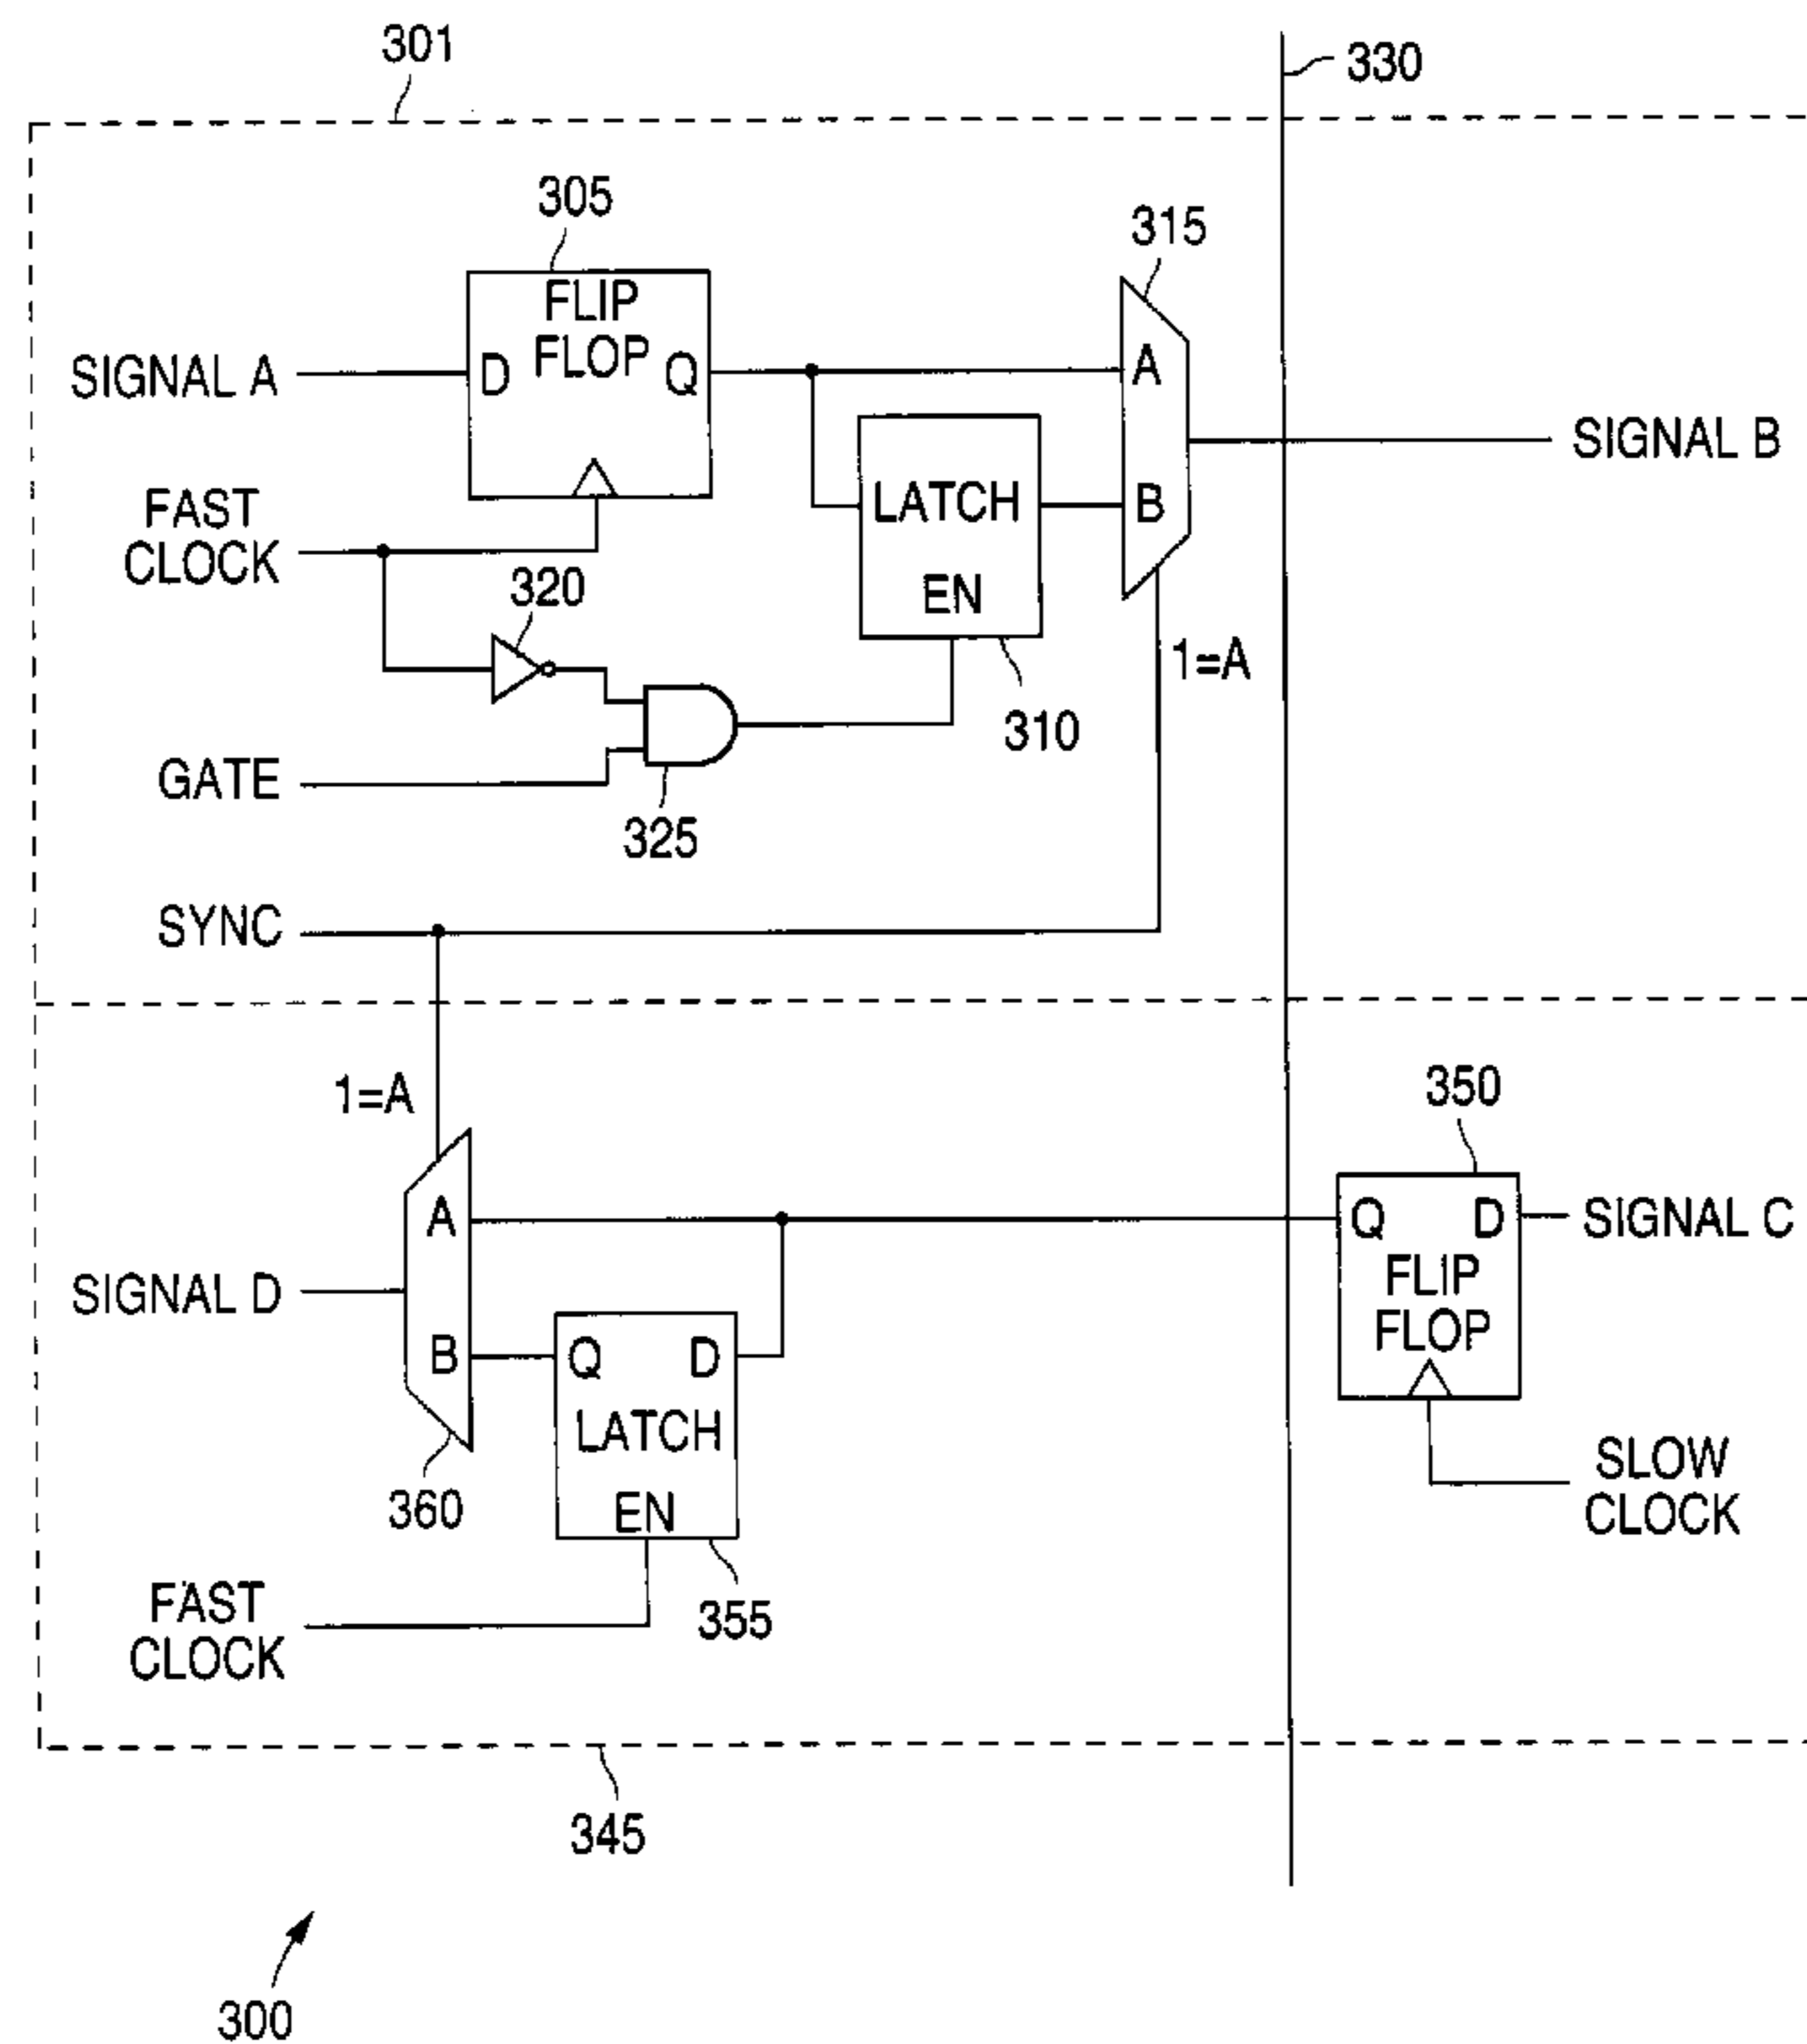 301
330
305
315
FLIP
FLOP
D
Q
A
SIGNAL A
SIGNAL B
FAST
CLOCK
LATCH
B
EN
320
1=A
310
GATE
325
SYNC
1=A
350
A
Q
D
SIGNAL C
FLIP
FLOP
SIGNAL D
B
Q
D
LATCH
EN
SLOW
CLOCK
360
FAST
CLOCK
355
345
300